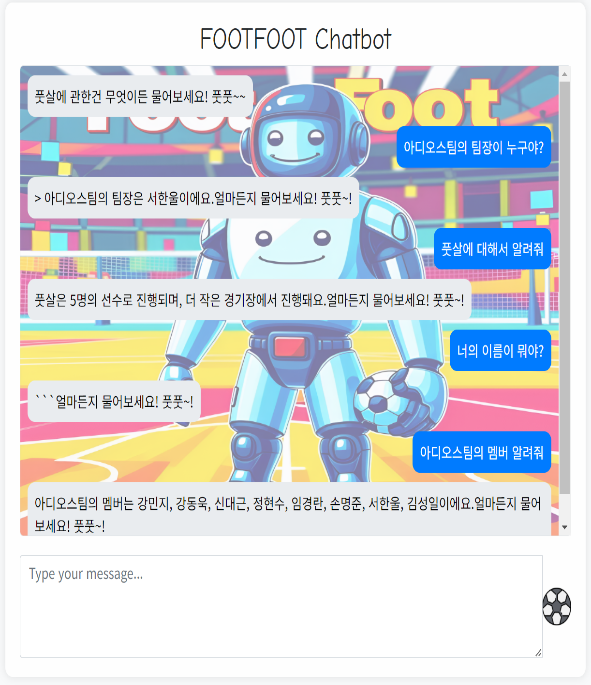 FOOTFOOT Chatbot
Foot Foot
풋살에 관한건 무엇이든 물어보세요! 풋풋~~
아디오스팀의 팀장이 누구야?
> 아디오스팀의 팀장은 서한울이에요.얼마든지 물어보세요! 풋풋~!
풋살에 대해서 알려줘
풋살은 5명의 선수로 진행되며, 더 작은 경기장에서 진행돼요.얼마든지 물어보세요! 풋풋~!
너의 이름이 뭐야?
```얼마든지 물어보세요! 풋풋~!
아디오스팀의 멤버 알려줘
아디오스팀의 멤버는 강민지, 강동욱, 신대근, 정현수, 임경란, 손명준, 서한울, 김성일이에요.얼마든지 물어
보세요! 풋풋~!
Type your message...